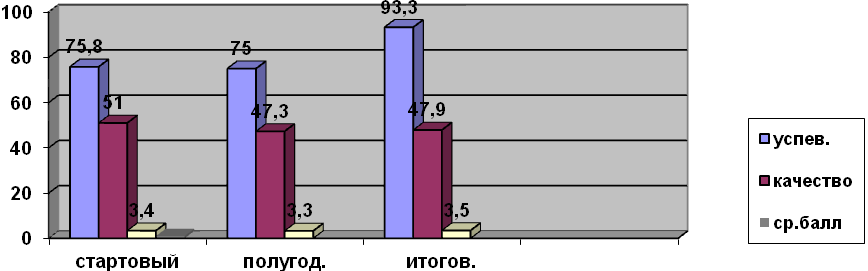 100
80
60
40
20
0
75,8
51
3,4
75
47,3
3,3
93,3
47,9
3,5
стартовый
полугод.
итогов.
успев.
качество
ср.балл